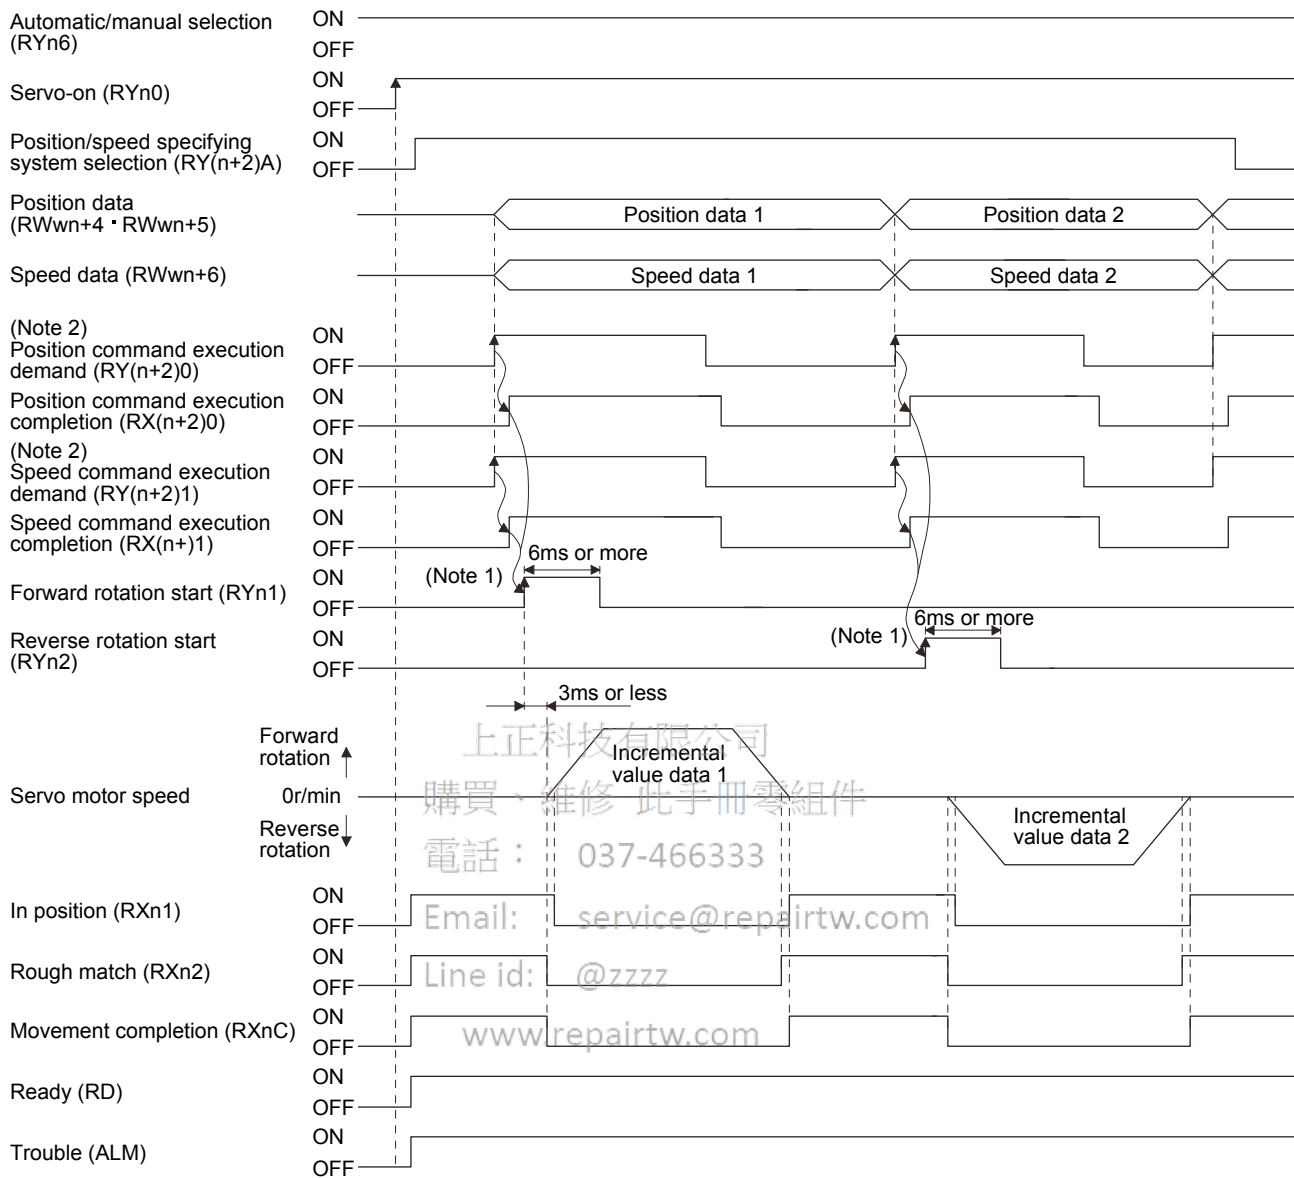 Automatic/manual selection
(RYn6)
ON
OFF
Servo-on (RYn0)
ON
OFF
Position/speed specifying
system selection (RY(n+2)A)
ON
OFF
Position data
(RWwn+4・RWwn+5)
Position data 1
Position data 2
Speed data (RWwn+6)
Speed data 1
Speed data 2
(Note 2)
Position command execution
demand (RY(n+2)0)
ON
OFF
Position command execution
completion (RX(n+2)0)
ON
OFF
(Note 2)
Speed command execution
demand (RY(n+2)1)
ON
OFF
Speed command execution
completion (RX(n+)1)
ON
OFF
Forward rotation start (RYn1)
ON
OFF
(Note 1)
6ms or more
Reverse rotation start
(RYn2)
ON
OFF
(Note 1)
6ms or more
3ms or less
Servo motor speed
Forward
rotation
0r/min
Reverse
rotation
Incremental
value data 1
Incremental
value data 2
In position (RXn1)
ON
OFF
Rough match (RXn2)
ON
OFF
Movement completion (RXnC)
ON
OFF
Ready (RD)
ON
OFF
Trouble (ALM)
ON
OFF
上正科技有限公司
購買、維修 此手冊零組件
電話： 037-466333
Email: service@repairtw.com
Line id: @zzzz
www.repairtw.com